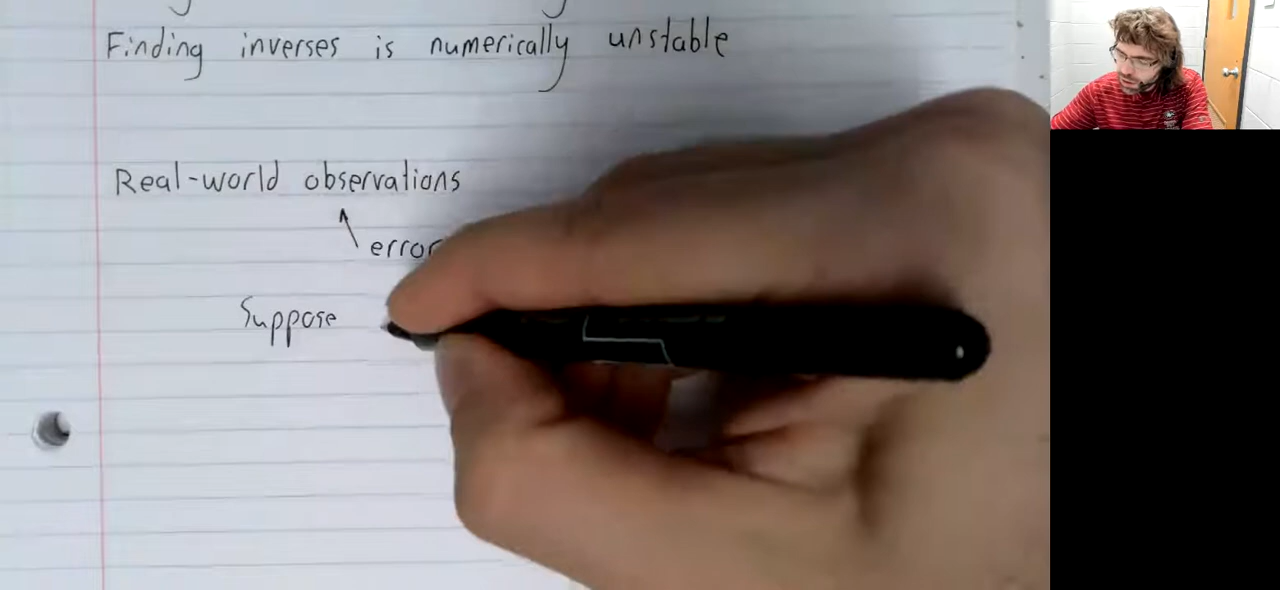 Finding inverses is numerically unstable
Real-world observations
error
Suppose